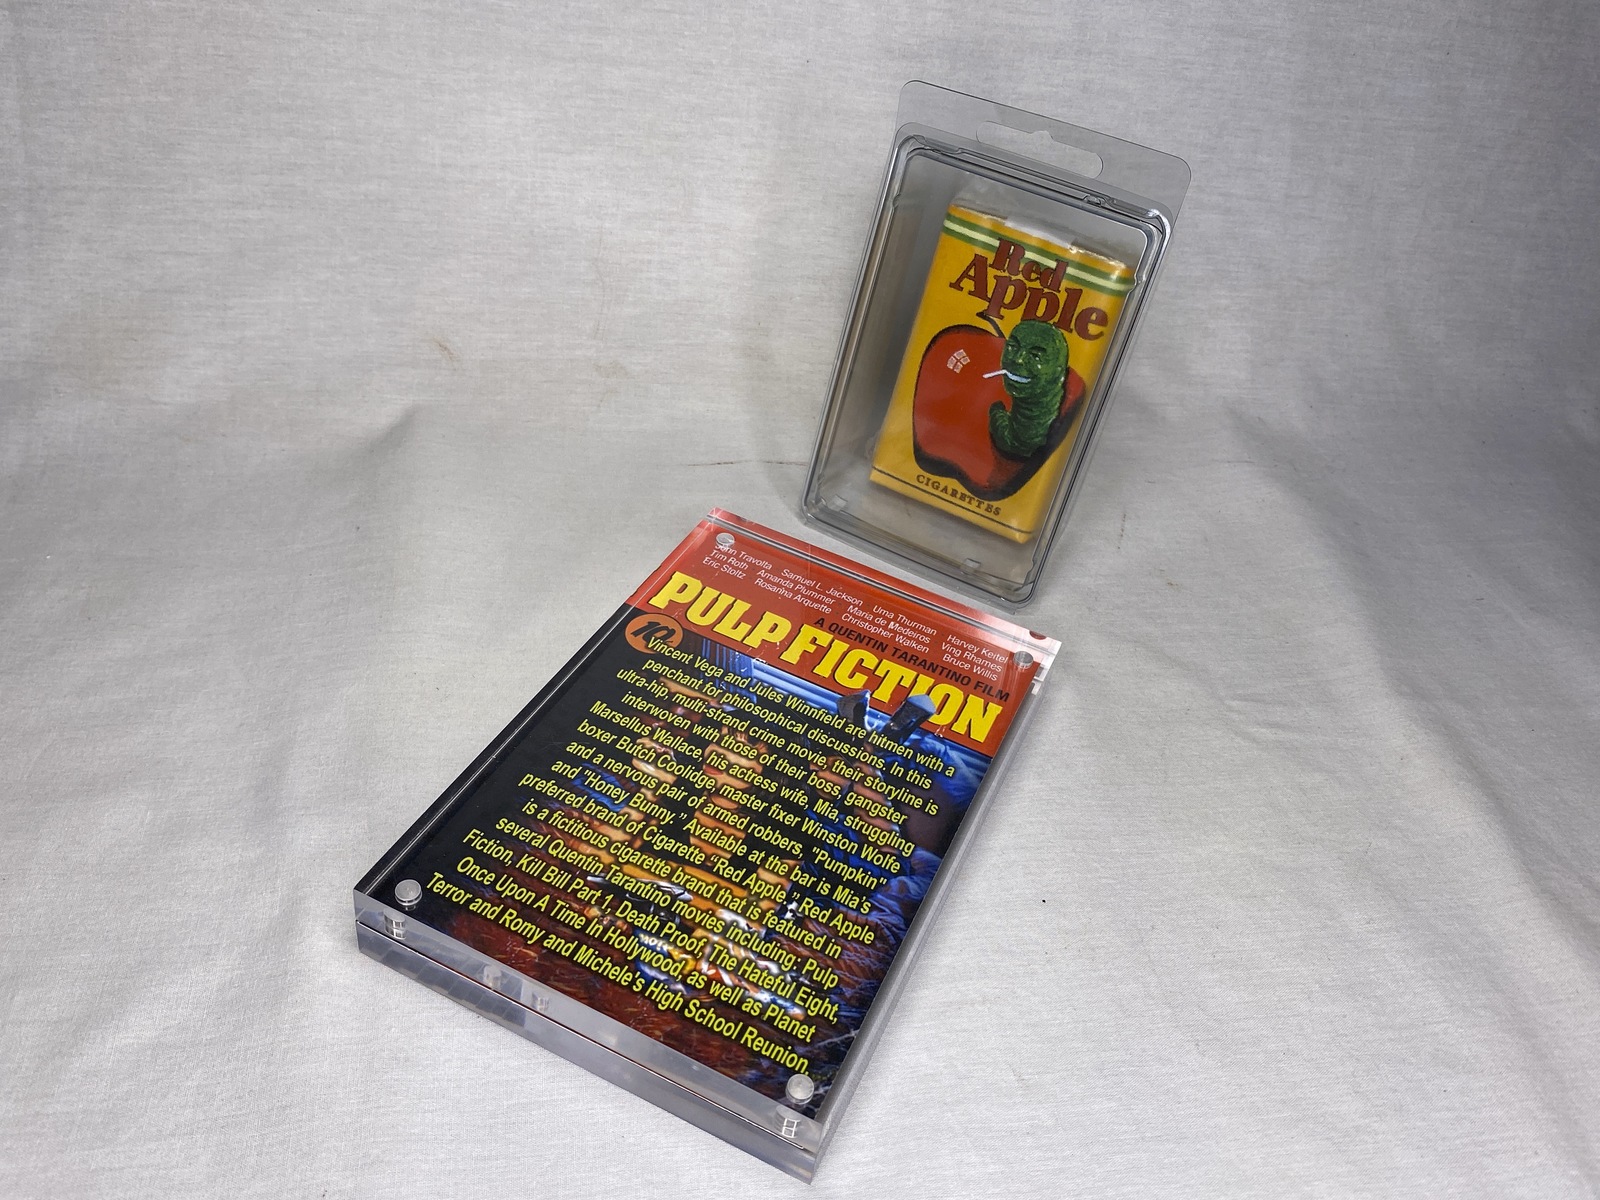 Red
Apple
CIGARETTES
John Travolta Samuel L. Jackson Uma Thurman Harvey Keitel
Tim Roth Amanda Plummer Maria de Medeiros Ving Rhames
Eric Stoltz Rosanna Arquette Christopher Walken Bruce Willis
A QUENTIN TARANTINO FILM
PULP FICTION
10¢
Vincent Vega and Jules Winnfield are hitmen with a
penchant for philosophical discussions. In this
ultra-hip, multi-strand crime movie, their storyline is
interwoven with those of their boss, gangster
Marsellus Wallace, his actress wife, Mia, struggling
boxer Butch Coolidge, master fixer Winston Wolfe
and a nervous pair of armed robbers, "Pumpkin"
and "Honey Bunny." Available at the bar is Mia's
preferred brand of Cigarette "Red Apple." Red Apple
is a fictitious cigarette brand that is featured in
several Quentin Tarantino movies including: Pulp
Fiction, Kill Bill Part 1, Death Proof, The Hateful Eight,
Once Upon A Time In Hollywood, as well as Planet
Terror and Romy and Michele's High School Reunion.